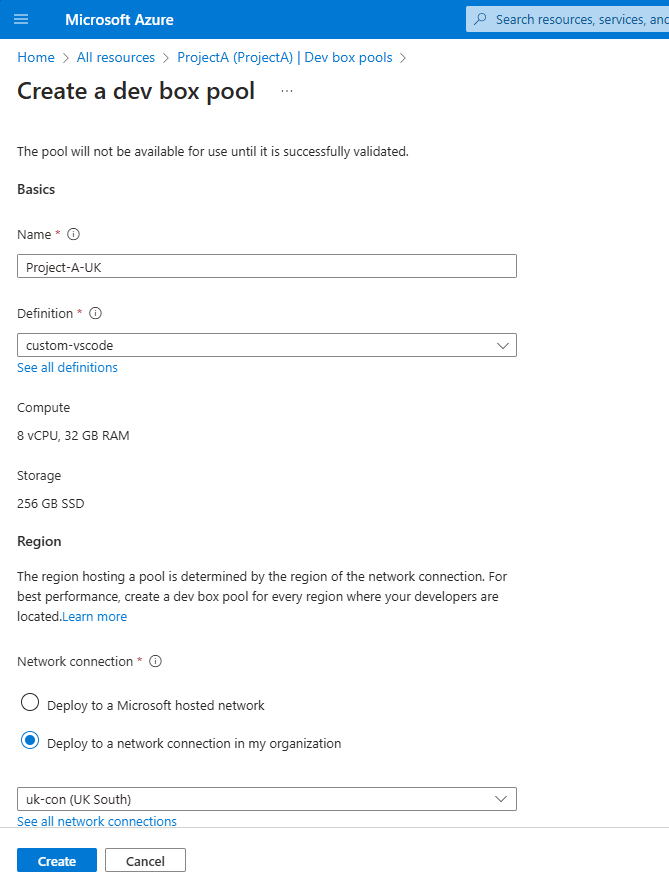 Microsoft Azure
Search resources, services, and
Home > All resources > ProjectA (ProjectA) | Dev box pools >
Create a dev box pool ...
The pool will not be available for use until it is successfully validated.
Basics
Name *
Project-A-UK
Definition *
custom-vscode
See all definitions
Compute
8 vCPU, 32 GB RAM
Storage
256 GB SSD
Region
The region hosting a pool is determined by the region of the network connection. For
best performance, create a dev box pool for every region where your developers are
located.Learn more
Network connection *
Deploy to a Microsoft hosted network
Deploy to a network connection in my organization
uk-con (UK South)
See all network connections
Create
Cancel